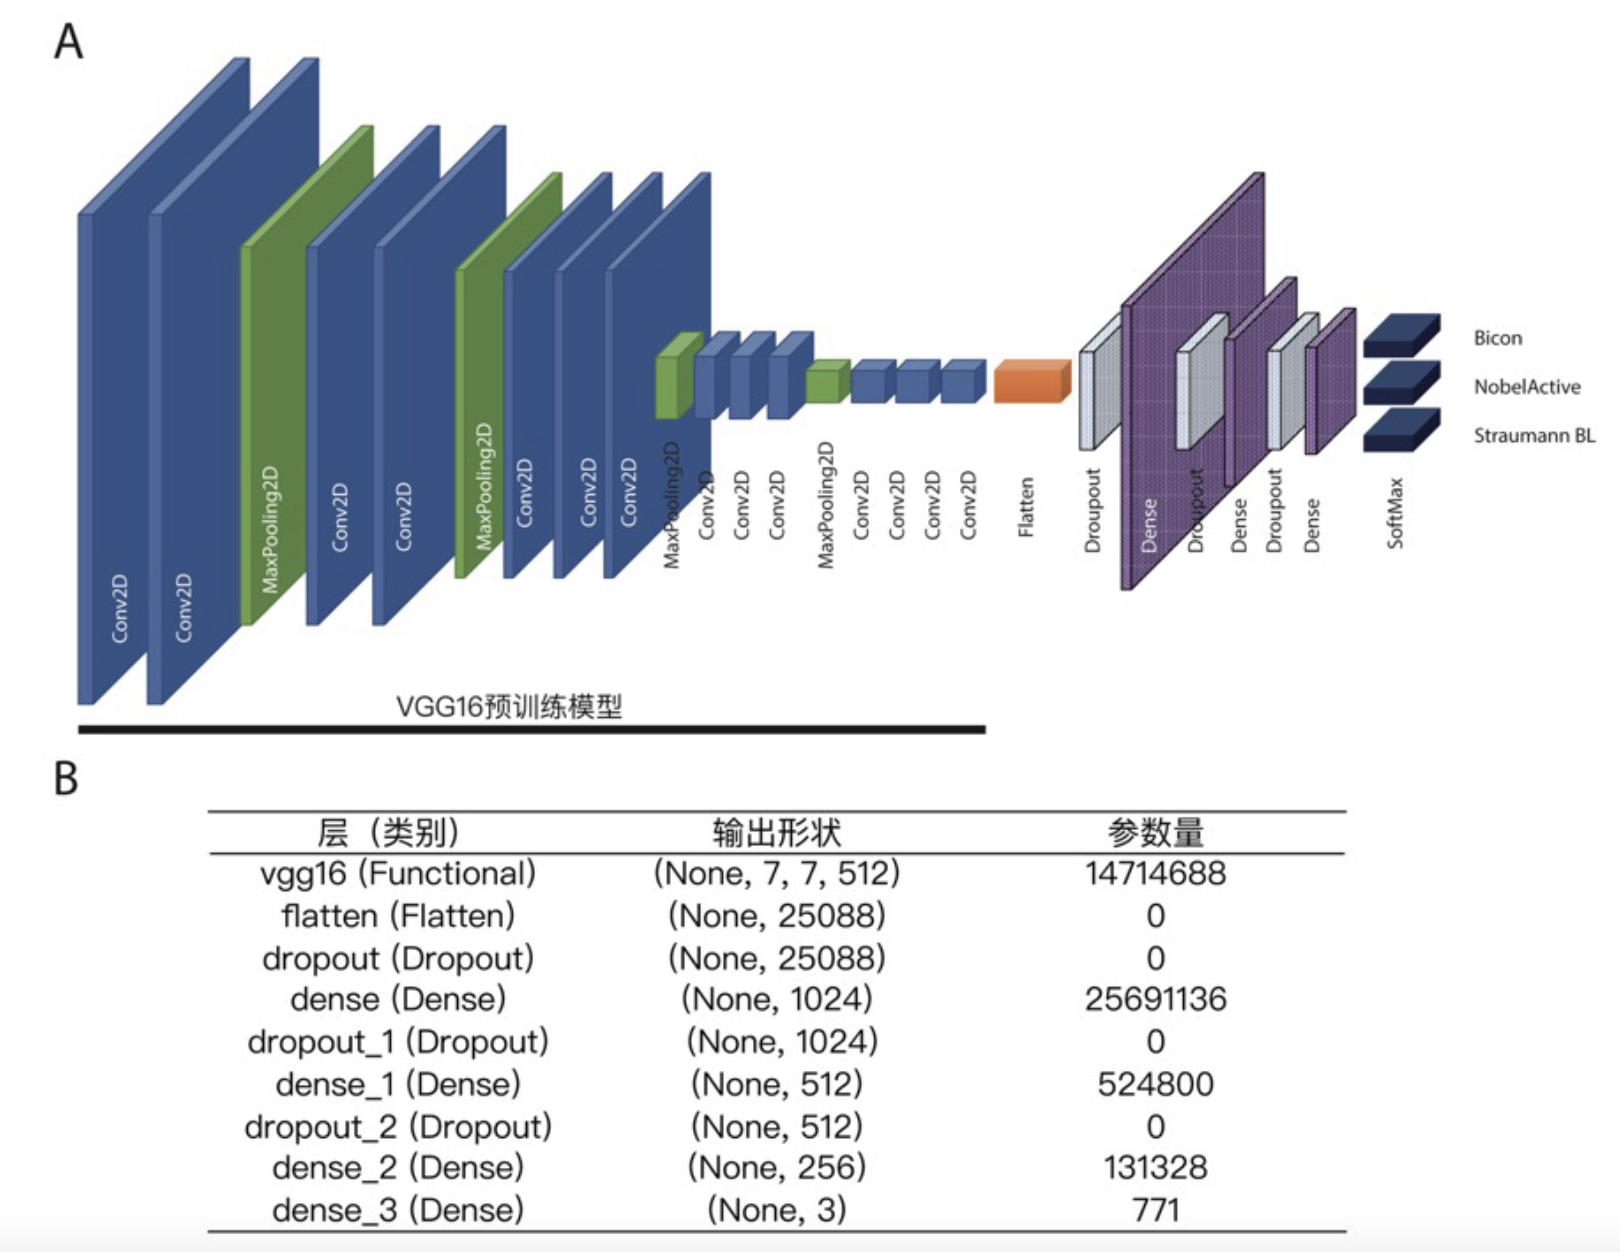 A
Conv2D
Conv2D
MaxPooling2D
Conv2D
Conv2D
MaxPooling2D
Conv2D
Conv2D
Conv2D
MaxPooling2D
Conv2D
Conv2D
Conv2D
MaxPooling2D
Conv2D
Conv2D
Conv2D
Conv2D
Flatten
Droupout
Dense
Droupout
Dense
Droupout
Dense
SoftMax
Bicon
NobelActive
Straumann BL
VGG16预训练模型
B
层（类别） 输出形状 参数量
vgg16 (Functional) (None, 7, 7, 512) 14714688
flatten (Flatten) (None, 25088) 0
dropout (Dropout) (None, 25088) 0
dense (Dense) (None, 1024) 25691136
dropout_1 (Dropout) (None, 1024) 0
dense_1 (Dense) (None, 512) 524800
dropout_2 (Dropout) (None, 512) 0
dense_2 (Dense) (None, 256) 131328
dense_3 (Dense) (None, 3) 771